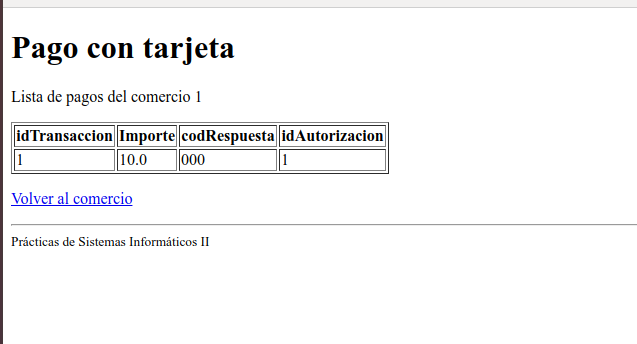 Pago con tarjeta
Lista de pagos del comercio 1
idTransaccion Importe codRespuesta idAutorizacion
1 10.0 000 1
Volver al comercio
Prácticas de Sistemas Informáticos II